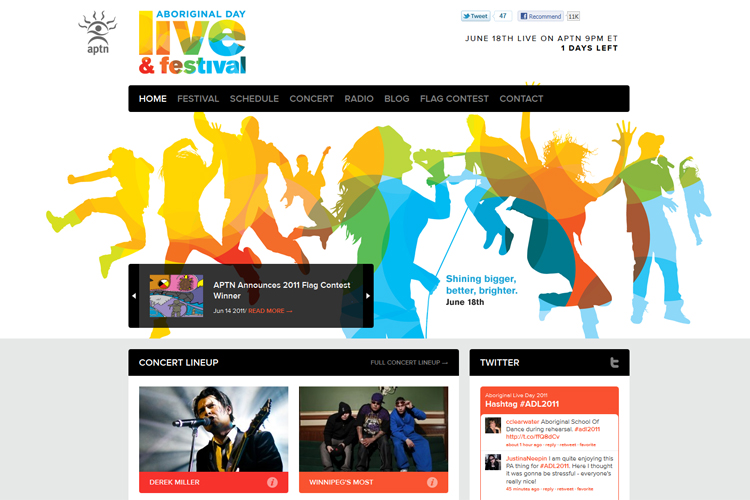 aptn
ABORIGINAL DAY
live
& festival
Tweet 47 Recommend 11K
JUNE 18TH LIVE ON APTN 9PM ET
1 DAYS LEFT
HOME FESTIVAL SCHEDULE CONCERT RADIO BLOG FLAG CONTEST CONTACT
Shining bigger,
better, brighter.
June 18th
APTN Announces 2011 Flag Contest
Winner
Jun 14 2011/ READ MORE →
CONCERT LINEUP FULL CONCERT LINEUP →
DEREK MILLER i
WINNIPEG'S MOST i
TWITTER t
Aboriginal Live Day 2011
Hashtag #ADL2011
cclearwater Aboriginal School Of
Dance during rehearsal. #adl2011
http://t.co/ffQ8dCv
about 1 hour ago · reply · retweet · favorite
JustinaNeepin I am quite enjoying this
PA thing for #ADL2011. Here I thought
it was gonna be stressful - everyone's
really nice!
45 minutes ago · reply · retweet · favorite